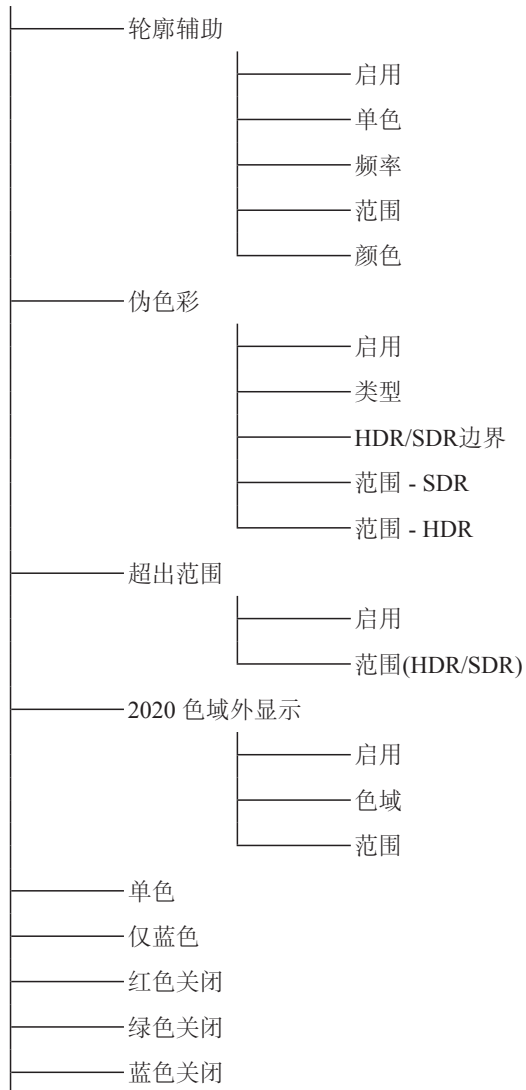 轮廓辅助
启用
单色
频率
范围
颜色
伪色彩
启用
类型
HDR/SDR边界
范围 - SDR
范围 - HDR
超出范围
启用
范围(HDR/SDR)
2020 色域外显示
启用
色域
范围
单色
仅蓝色
红色关闭
绿色关闭
蓝色关闭